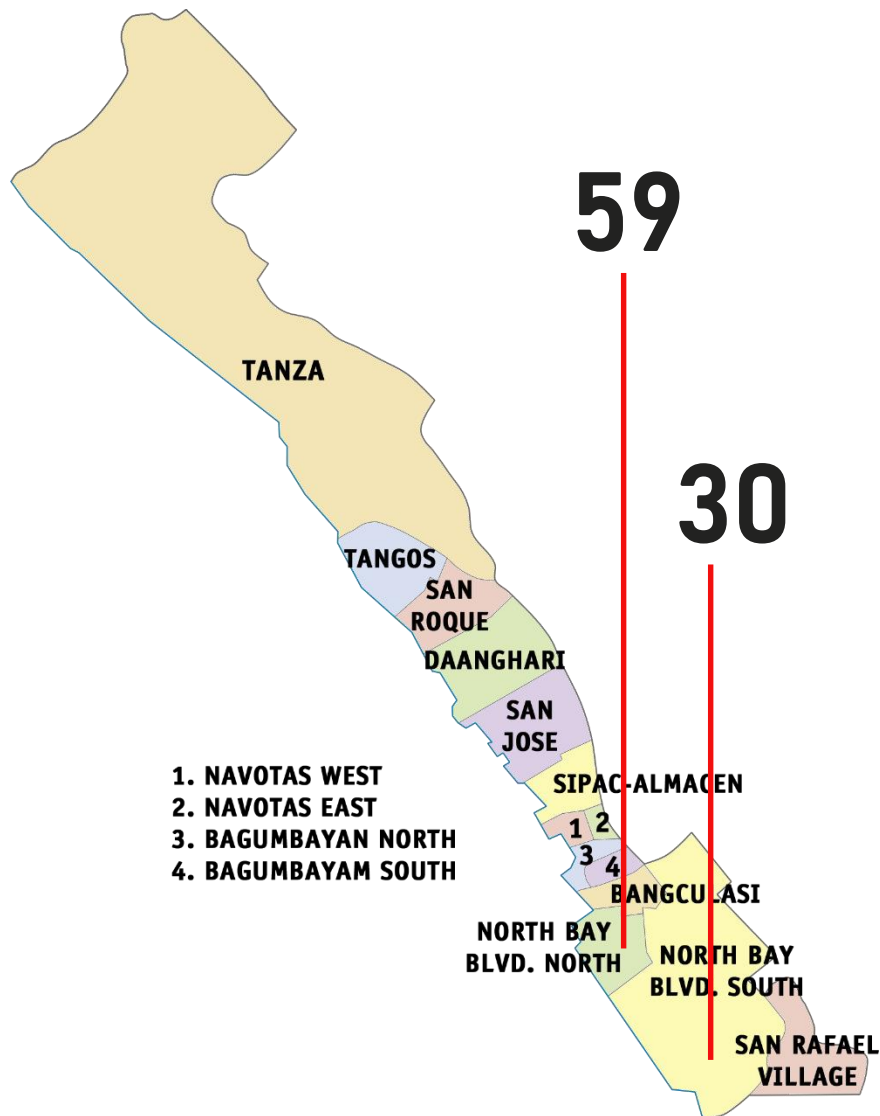 59
30
TANZA
TANGOS
SAN
ROQUE
DAANGHARI
SAN
JOSE
SIPAC-ALMACEN
1. NAVOTAS WEST
2. NAVOTAS EAST
3. BAGUMBAYAN NORTH
4. BAGUMBAYAM SOUTH
1
2
3
4
BANGCULASI
NORTH BAY
BLVD. NORTH
NORTH BAY
BLVD. SOUTH
SAN RAFAEL
VILLAGE